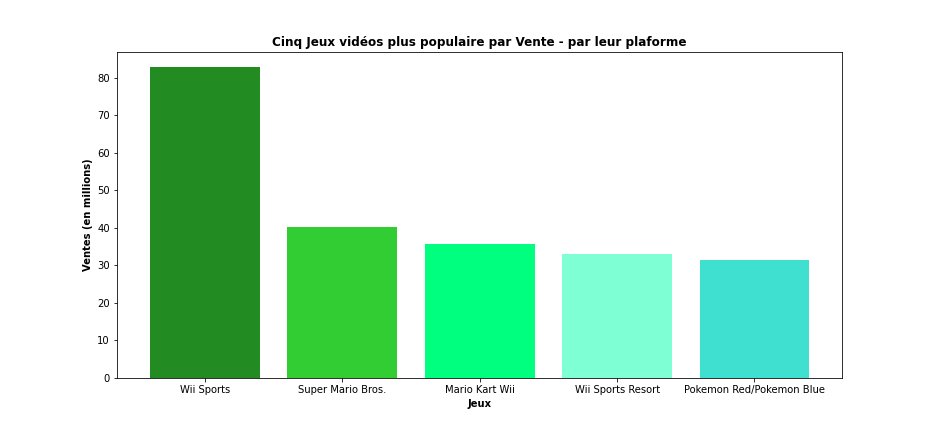 Cinq Jeux vidéos plus populaire par Vente - par leur plaforme
Ventes (en millions)
80
70
60
50
40
30
20
10
0
Wii Sports
Super Mario Bros.
Mario Kart Wii
Wii Sports Resort
Pokemon Red/Pokemon Blue
Jeux